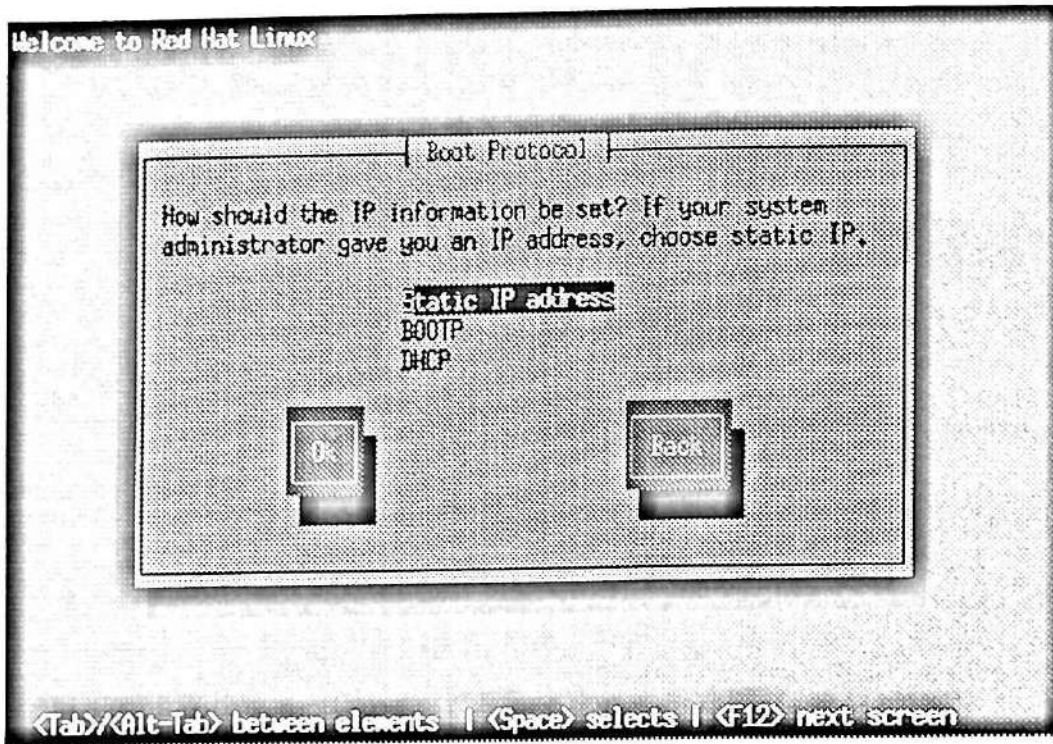 Welcome to Red Hat Linux
Boot Protocol
How should the IP information be set? If your system
administrator gave you an IP address, choose static IP.
Static IP address
BOOTP
DHCP
Ok Back
<Tab>/<Alt-Tab> between elements | <Space> selects | <F12> next screen